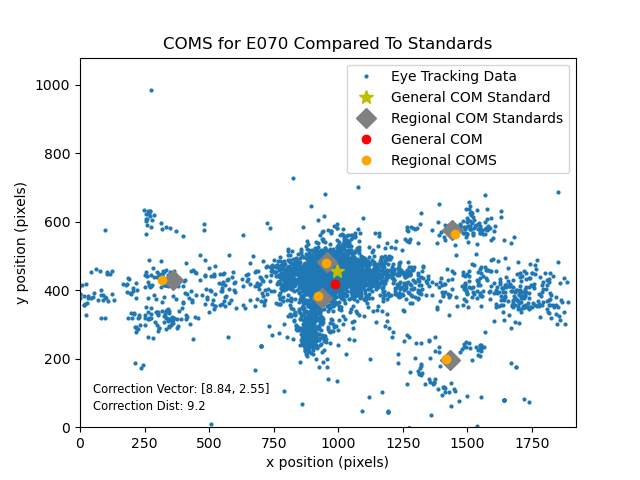 COMS for E070 Compared To Standards
Eye Tracking Data
General COM Standard
Regional COM Standards
General COM
Regional COMS
1000
800
600
400
200
0
y position (pixels)
Correction Vector: [8.84, 2.55]
Correction Dist: 9.2
0 250 500 750 1000 1250 1500 1750
x position (pixels)